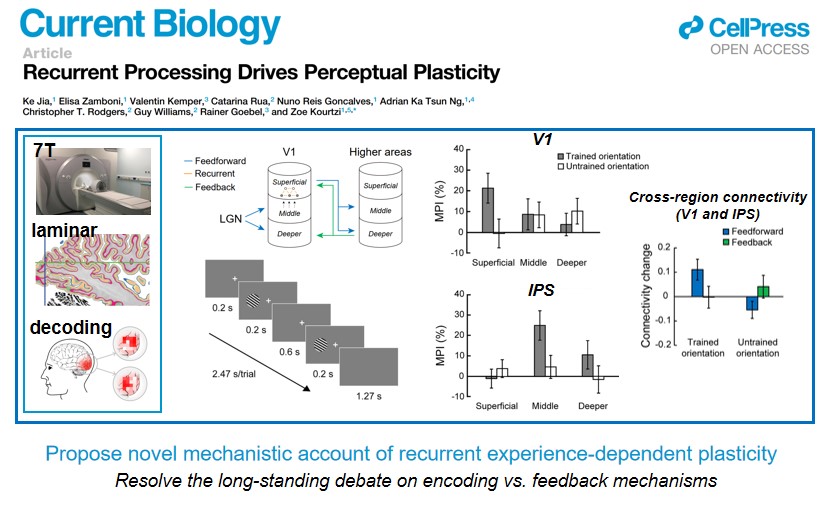 Current Biology
CellPress
OPEN ACCESS
Article
Recurrent Processing Drives Perceptual Plasticity
Ke Jia,1 Elisa Zamboni,1 Valentin Kemper,3 Catarina Rua,2 Nuno Reis Goncalves,1 Adrian Ka Tsun Ng,1,4
Christopher T. Rodgers,2 Guy Williams,2 Rainer Goebel,3 and Zoe Kourtzi1,5,*
7T
laminar
decoding
Feedforward
Recurrent
Feedback
V1
Higher areas
Superficial
Middle
Deeper
LGN
Superficial
Middle
Deeper
0.2 s
0.2 s
0.6 s
0.2 s
1.27 s
2.47 s/trial
V1
Trained orientation
Untrained orientation
MPI (%)
40
30
20
10
0
-10
Superficial Middle Deeper
IPS
MPI (%)
40
30
20
10
0
-10
Superficial Middle Deeper
Cross-region connectivity
(V1 and IPS)
Feedforward
Feedback
Connectivity change
0.2
0.1
0
-0.1
-0.2
Trained orientation
Untrained orientation
Propose novel mechanistic account of recurrent experience-dependent plasticity
Resolve the long-standing debate on encoding vs. feedback mechanisms